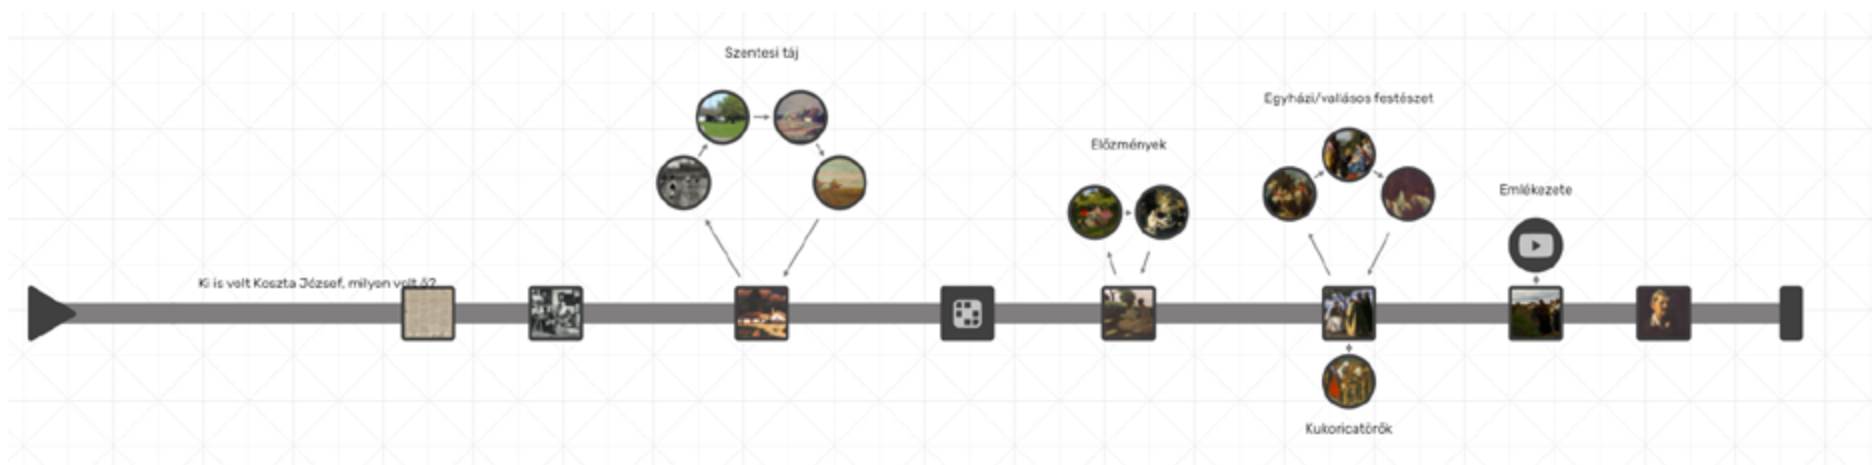 Szentesi táj
Egyházi/vallásos festészet
Előzmények
Emlékezete
Ki is volt Koszta József, milyen volt ő?
Kukoricatörők